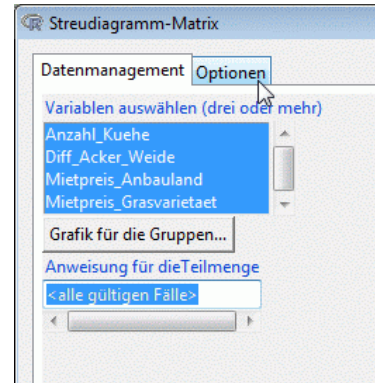 Streudiagramm-Matrix
Datenmanagement Optionen
Variablen auswählen (drei oder mehr)
Anzahl_Kuehe
Diff_Acker_Weide
Mietpreis_Anbauland
Mietpreis_Grasvarietaet
Grafik für die Gruppen...
Anweisung für dieTeilmenge
<alle gültigen Fälle>